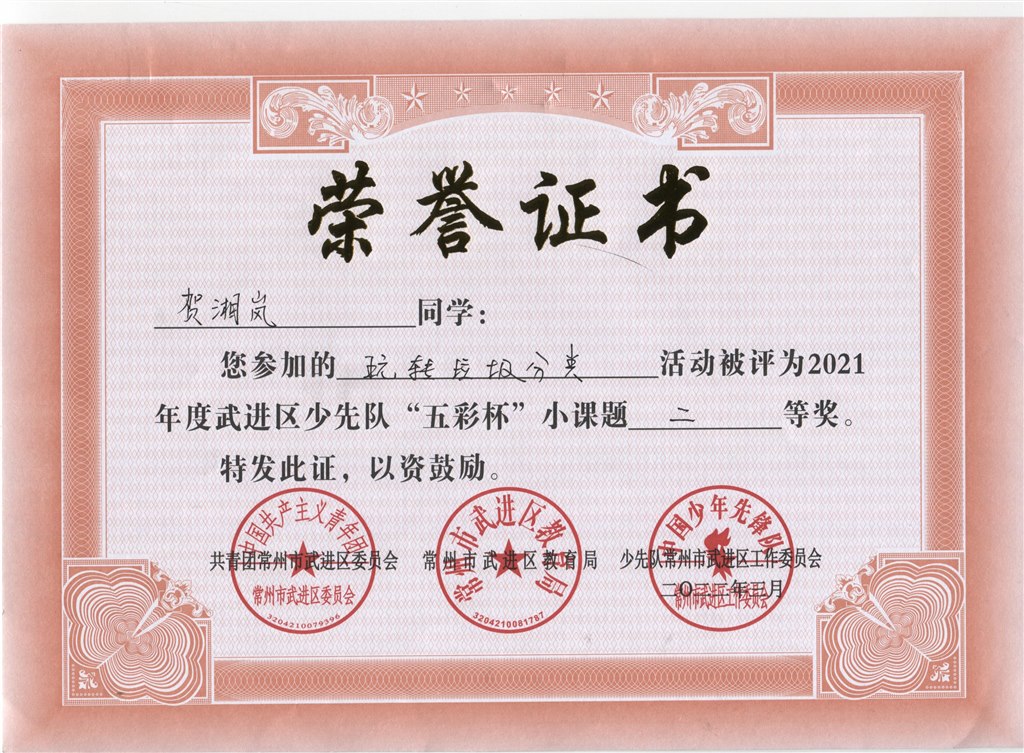 荣誉证书
贺湘岚 同学：
您参加的 玩转垃圾分类 活动被评为2021
年度武进区少先队“五彩杯”小课题 二 等奖。
特发此证，以资鼓励。
共青团常州市武进区委员会 常州市武进区教育局 少先队常州市武进区工作委员会
中国共产主义青年团
常州市武进区委员会
3204210079396
常州市武进区教育局
3204210081787
中国少年先锋队
常州市武进区工作委员会